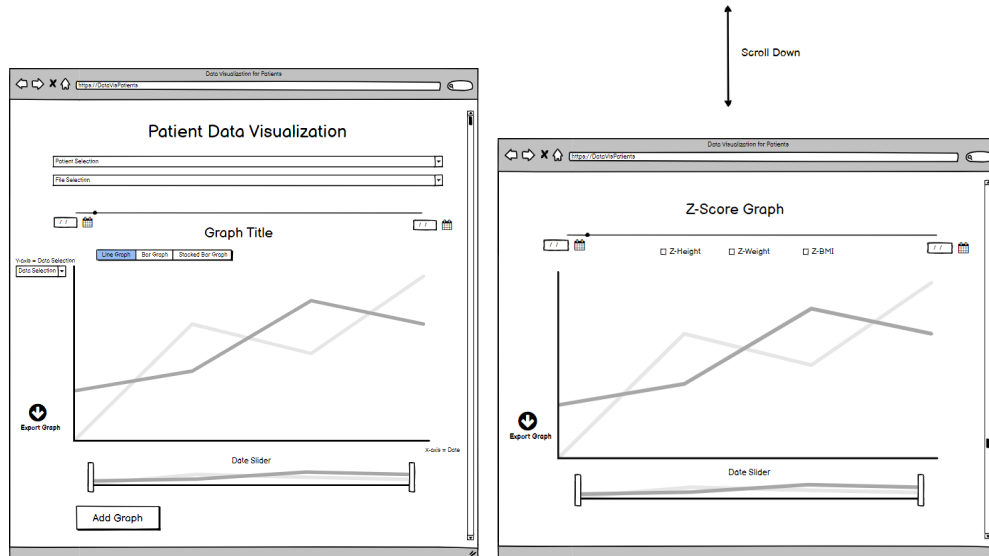 Scroll Down
Data Visualization for Patients
https://DataVisPatients
Patient Data Visualization
Patient Selection
File Selection
/ /
/ /
Graph Title
Line Graph Bar Graph Stacked Bar Graph
Y-axis = Data Selection
Data Selection
Export Graph
X-axis = Date
Date Slider
Add Graph
Data Visualization for Patients
https://DataVisPatients
Z-Score Graph
/ /
/ /
Z-Height Z-Weight Z-BMI
Export Graph
Date Slider